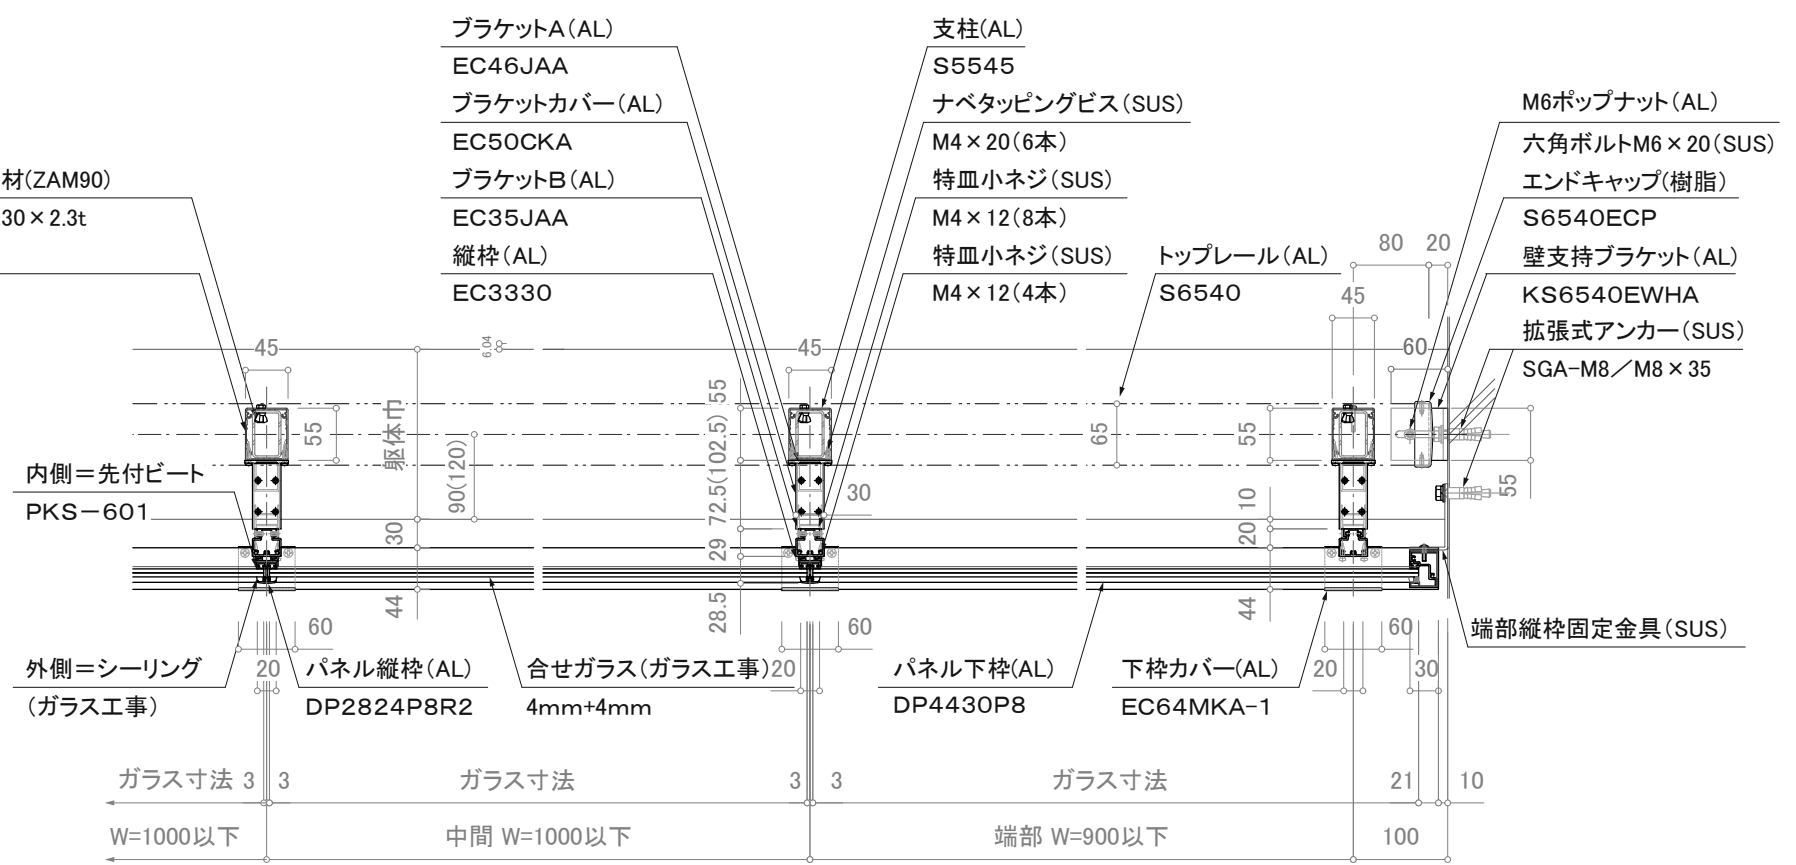 ブラケットA(AL)
EC46JAA
ブラケットカバー(AL)
EC50CKA
ブラケットB(AL)
EC35JAA
縦枠(AL)
EC3330
支柱(AL)
S5545
ナベタッピングビス(SUS)
M4×20(6本)
特皿小ネジ(SUS)
M4×12(8本)
特皿小ネジ(SUS)
M4×12(4本)
トップレール(AL)
S6540
M6ポップナット(AL)
六角ボルトM6×20(SUS)
エンドキャップ(樹脂)
S6540ECP
壁支持ブラケット(AL)
KS6540EWHA
拡張式アンカー(SUS)
SGA-M8/M8×35
材(ZAM90)
30×2.3t
80 20
45
45
6.04
45
60
55
躯体巾
90(120)
30
44
55
72.5(102.5)
29
28.5
30
65
55
10
20
44
55
内側=先付ビート
PKS-601
外側=シーリング
(ガラス工事)
60
20
パネル縦枠(AL)
DP2824P8R2
合せガラス(ガラス工事)
4mm+4mm
60
20
パネル下枠(AL)
DP4430P8
下枠カバー(AL)
EC64MKA-1
60
20
30
端部縦枠固定金具(SUS)
ガラス寸法 3 3 ガラス寸法 3 3 ガラス寸法 21 10
W=1000以下 中間 W=1000以下 端部 W=900以下 100